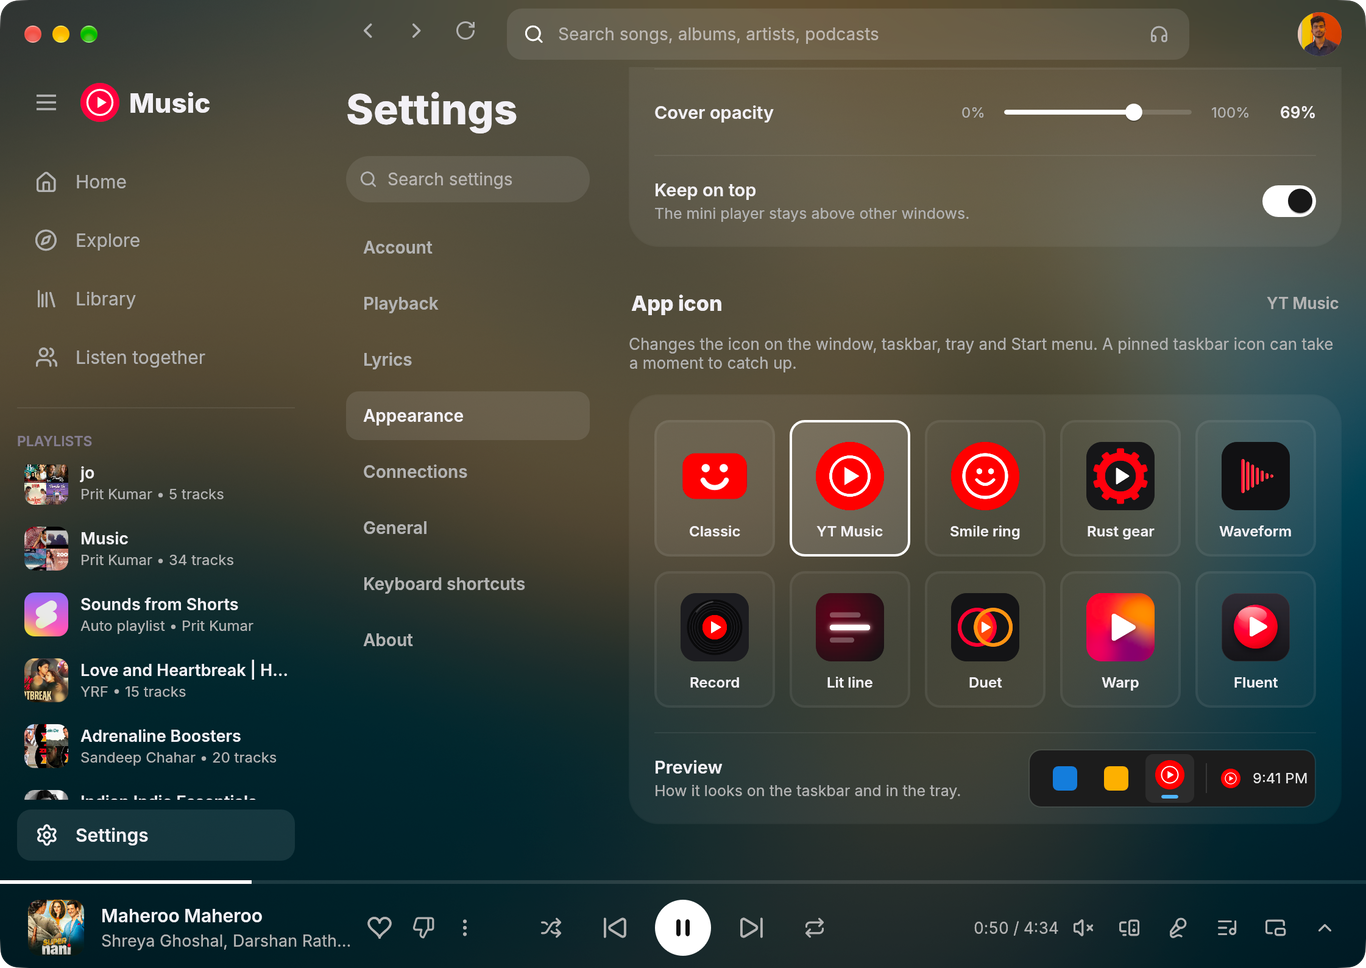 Search songs, albums, artists, podcasts
Music
Home
Explore
Library
Listen together
PLAYLISTS
jo
Prit Kumar • 5 tracks
Music
Prit Kumar • 34 tracks
Sounds from Shorts
Auto playlist • Prit Kumar
Love and Heartbreak | H...
YRF • 15 tracks
Adrenaline Boosters
Sandeep Chahar • 20 tracks
Indian Indie Essentials
Settings
Settings
Search settings
Account
Playback
Lyrics
Appearance
Connections
General
Keyboard shortcuts
About
Cover opacity
0%
100%
69%
Keep on top
The mini player stays above other windows.
App icon
YT Music
Changes the icon on the window, taskbar, tray and Start menu. A pinned taskbar icon can take
a moment to catch up.
Classic
YT Music
Smile ring
Rust gear
Waveform
Record
Lit line
Duet
Warp
Fluent
Preview
How it looks on the taskbar and in the tray.
9:41 PM
SUPER
nani
Maheroo Maheroo
Shreya Ghoshal, Darshan Rath...
0:50 / 4:34